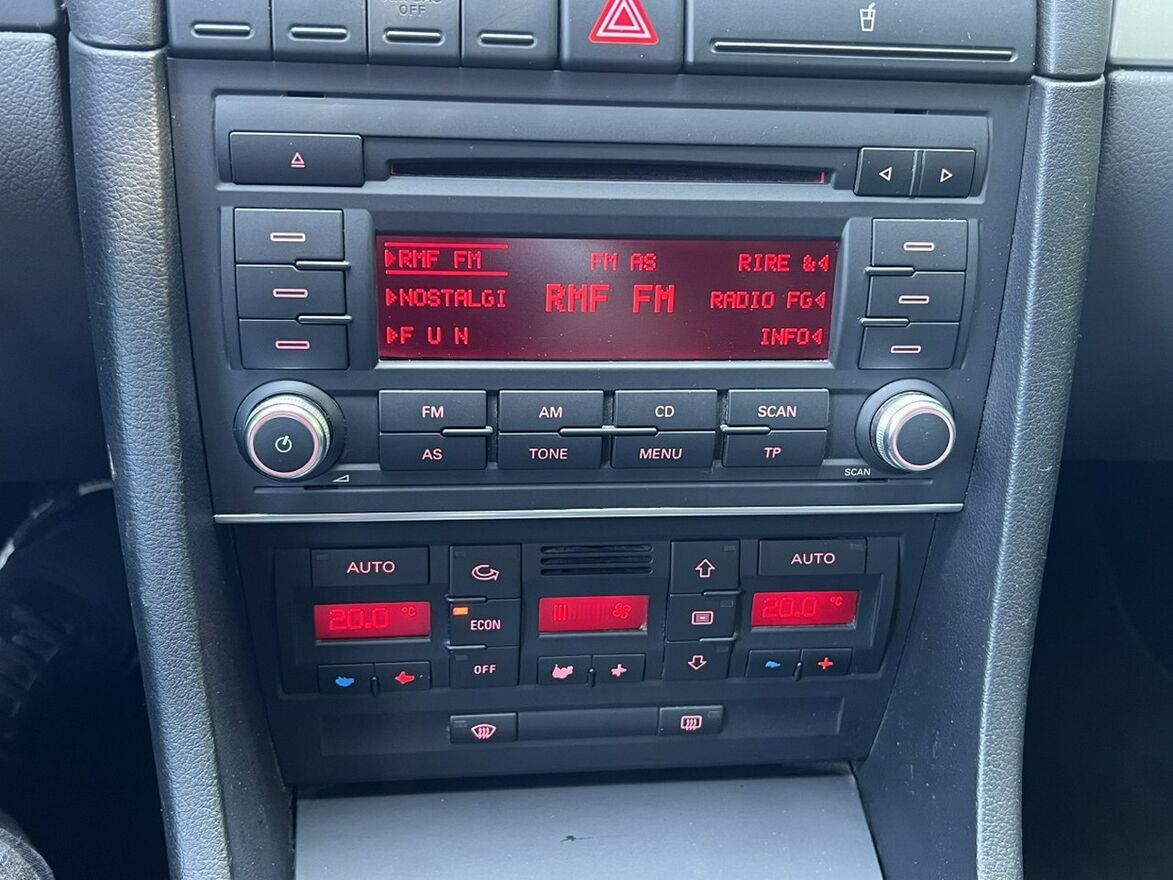 OFF
RMF FM FM AS RIRE &
NOSTALGI RMF FM RADIO FG
F U N INFO
FM AM CD SCAN
AS TONE MENU TP
SCAN
AUTO AUTO
20.0 °C 20.0 °C
ECON
OFF